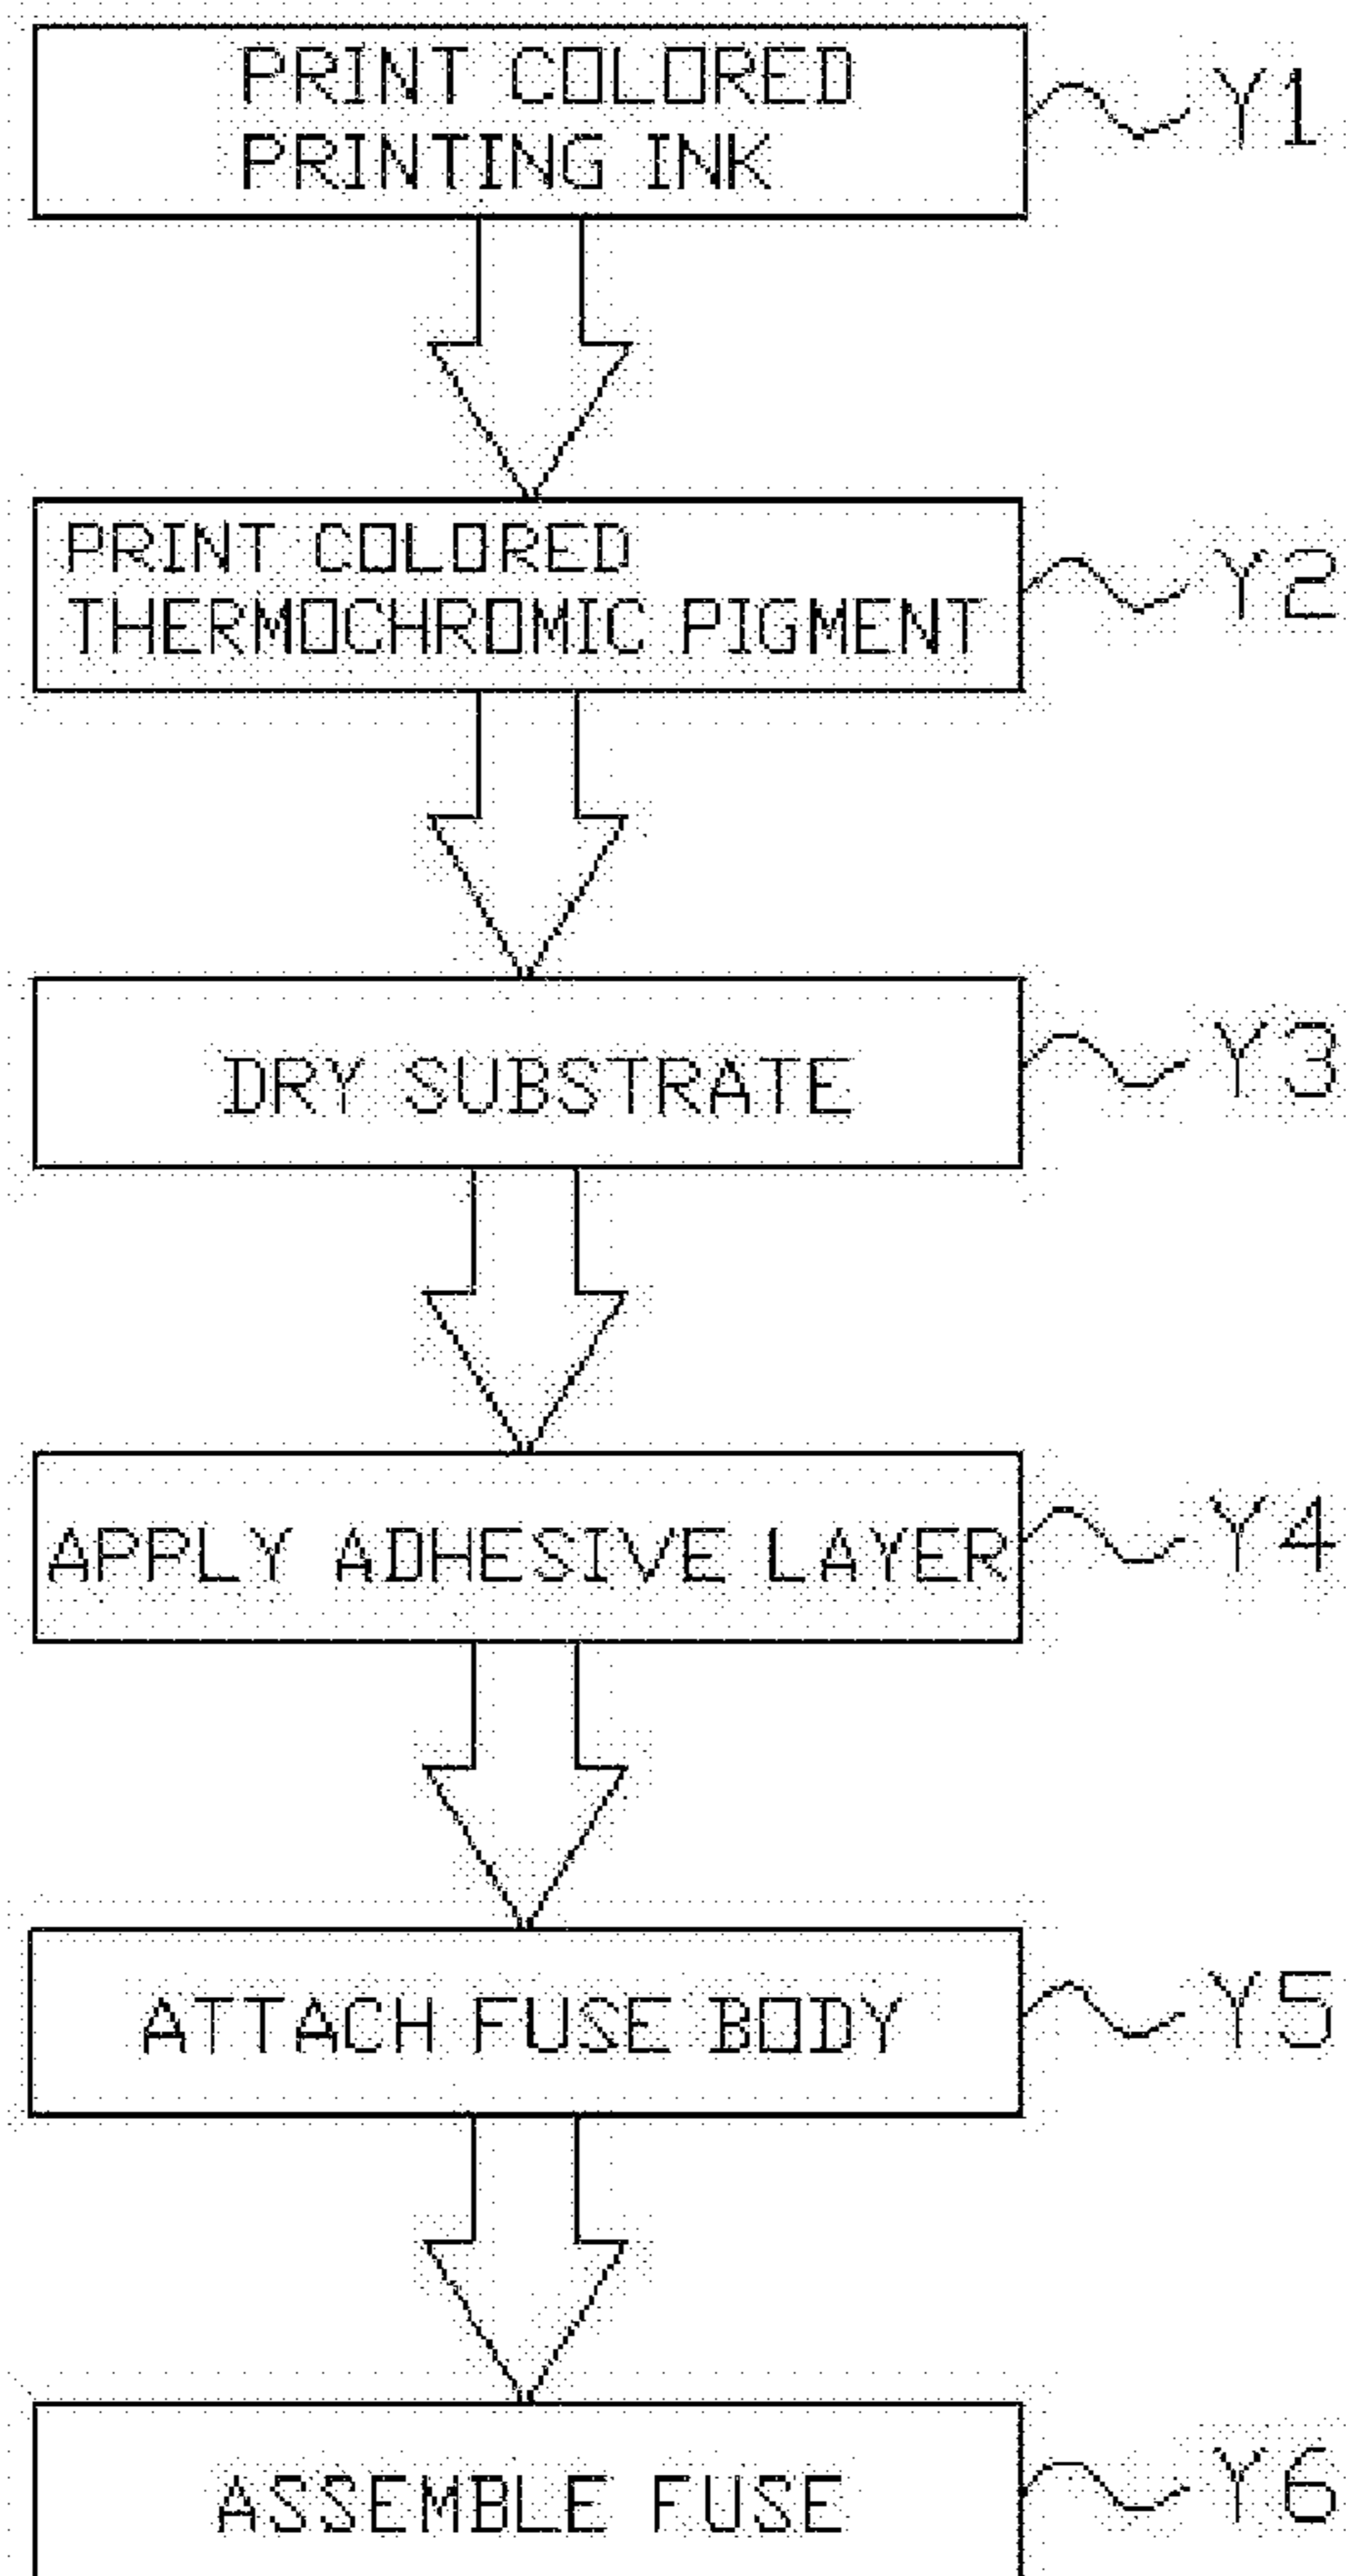 PRINT COLORED
PRINTING INK
Y1
PRINT COLORED
THERMOCHROMIC PIGMENT
Y2
DRY SUBSTRATE
Y3
APPLY ADHESIVE LAYER
Y4
ATTACH FUSE BODY
Y5
ASSEMBLE FUSE
Y6